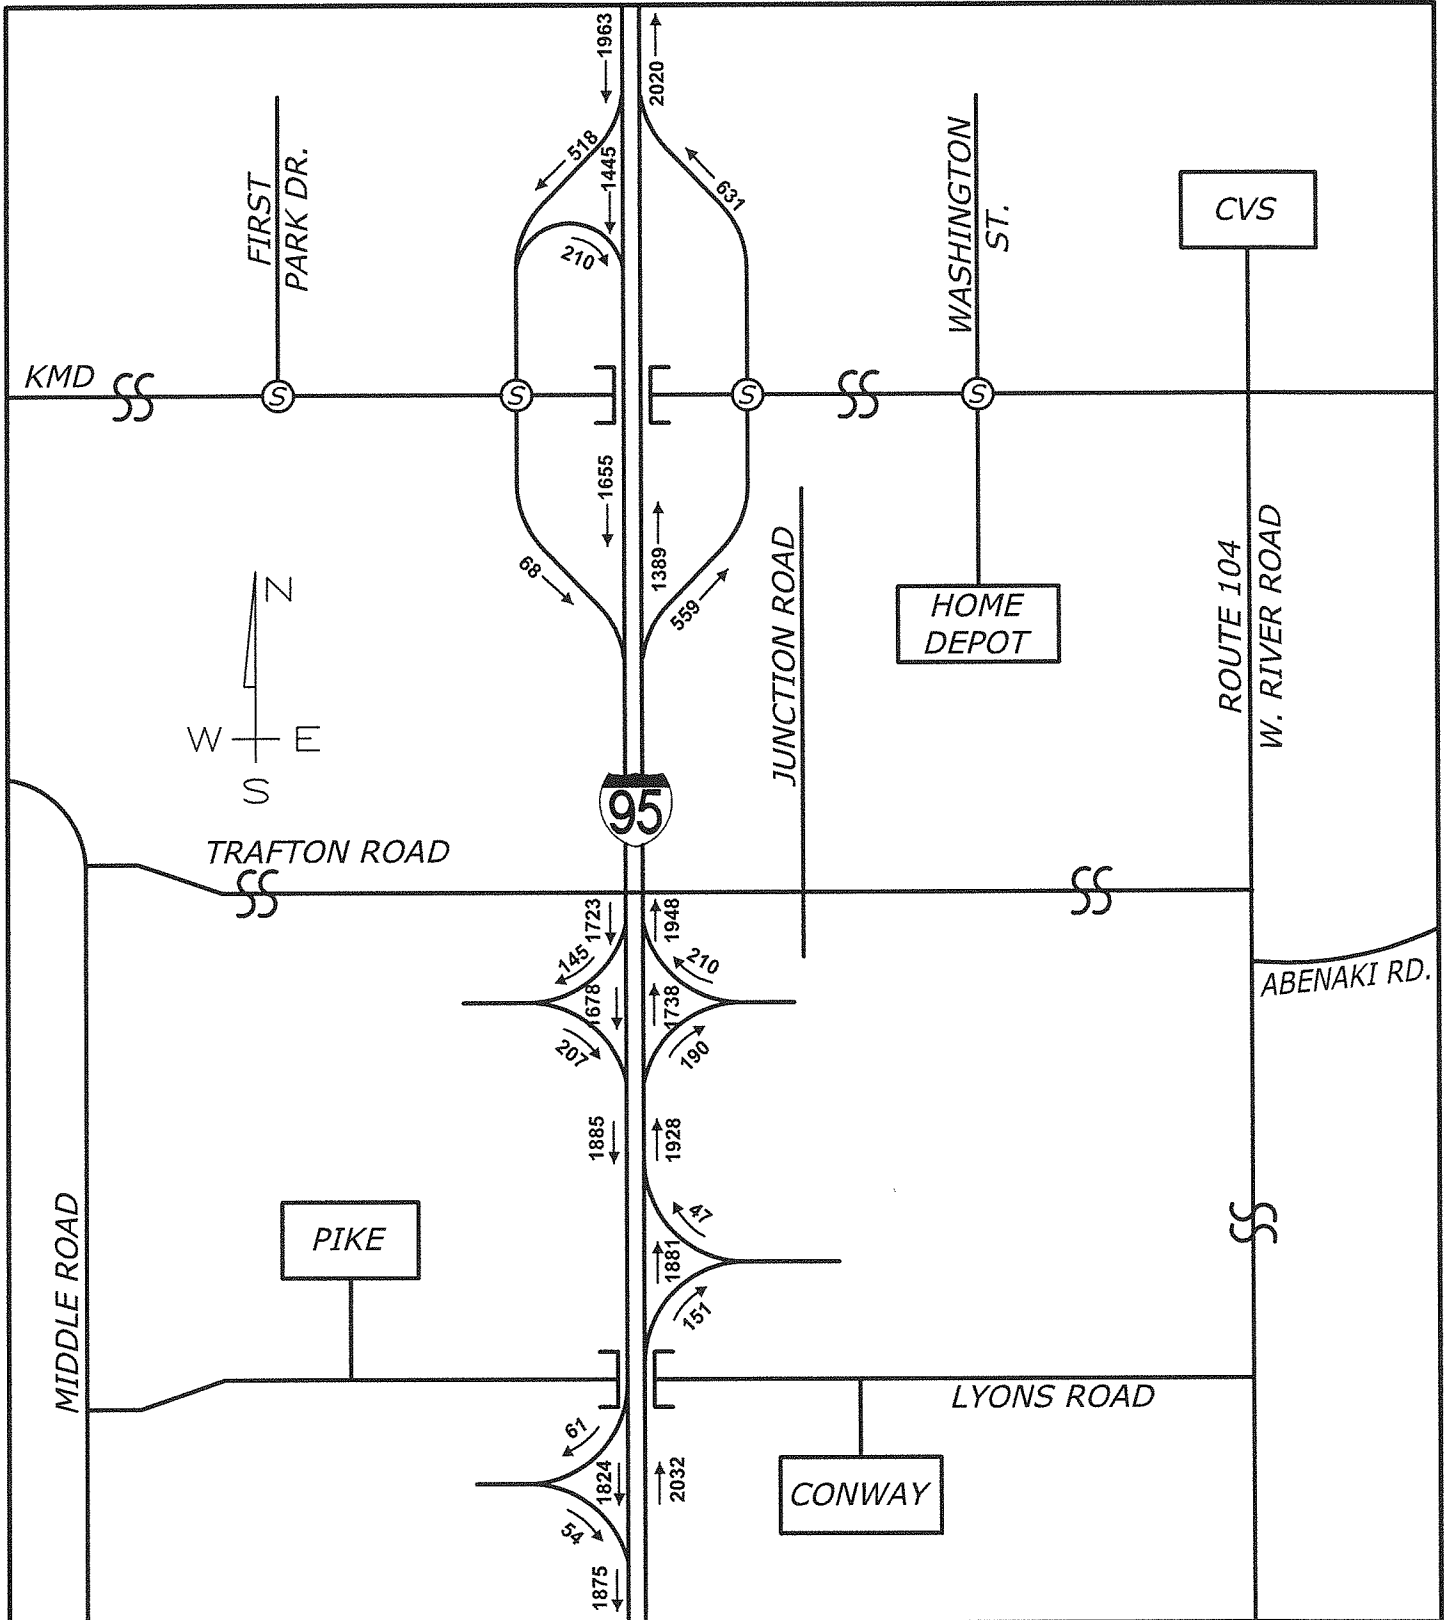 1963
2020
518
1445
631
210
FIRST
PARK DR.
WASHINGTON
ST.
CVS
KMD
S
S
S
S
1655
1389
68
559
JUNCTION ROAD
HOME
DEPOT
ROUTE 104
W. RIVER ROAD
N
W
E
S
95
TRAFTON ROAD
1723
1948
145
210
1678
1738
207
190
ABENAKI RD.
1885
1928
MIDDLE ROAD
PIKE
47
1881
151
LYONS ROAD
61
1824
2032
54
CONWAY
1875